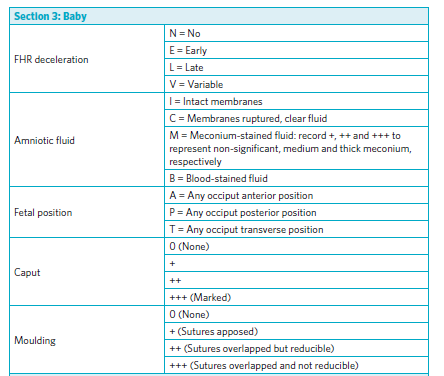 Section 3: Baby
FHR deceleration
N = No
E = Early
L = Late
V = Variable
Amniotic fluid
I = Intact membranes
C = Membranes ruptured, clear fluid
M = Meconium-stained fluid: record +, ++ and +++ to
represent non-significant, medium and thick meconium,
respectively
B = Blood-stained fluid
Fetal position
A = Any occiput anterior position
P = Any occiput posterior position
T = Any occiput transverse position
Caput
0 (None)
+
++
+++ (Marked)
Moulding
0 (None)
+ (Sutures apposed)
++ (Sutures overlapped but reducible)
+++ (Sutures overlapped and not reducible)